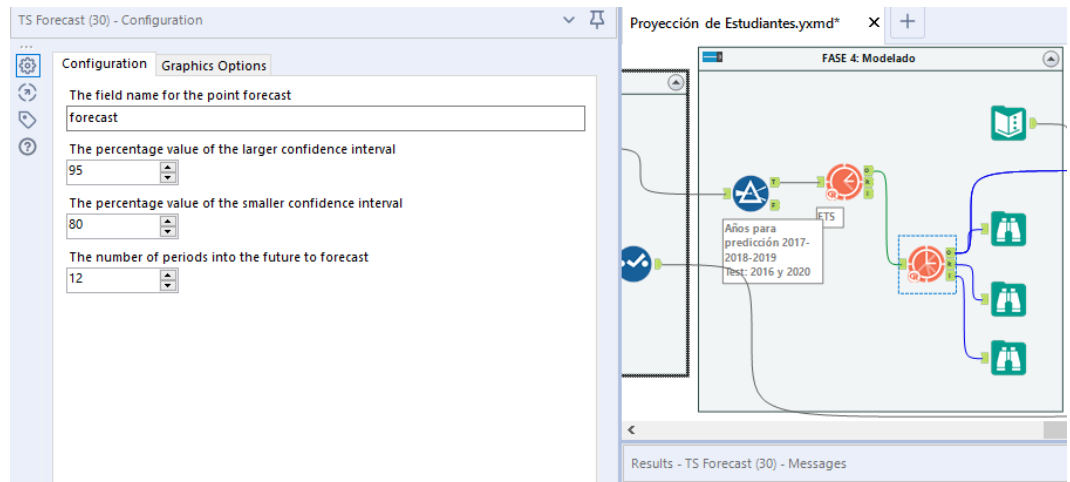 TS Forecast (30) - Configuration
Configuration
Graphics Options
The field name for the point forecast
forecast
The percentage value of the larger confidence interval
95
The percentage value of the smaller confidence interval
80
The number of periods into the future to forecast
12
Proyección de Estudiantes.yxmd*
FASE 4: Modelado
T
F
O
R
I
ETS
Años para
predicción 2017-
2018-2019
Test: 2016 y 2020
O
R
I
Results - TS Forecast (30) - Messages